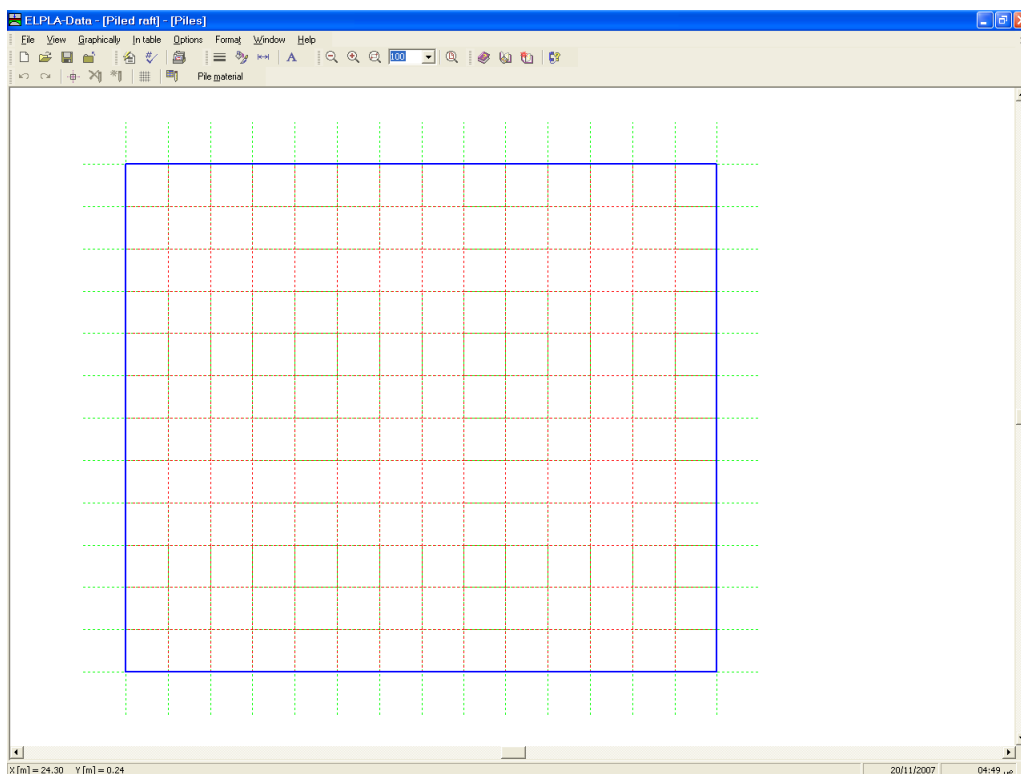 ELPLA-Data - [Piled raft] - [Piles]
File View Graphically In table Options Format Window Help
A 100
Pile material
X [m] = 24.30 Y [m] = 0.24 20/11/2007 04:49 ص